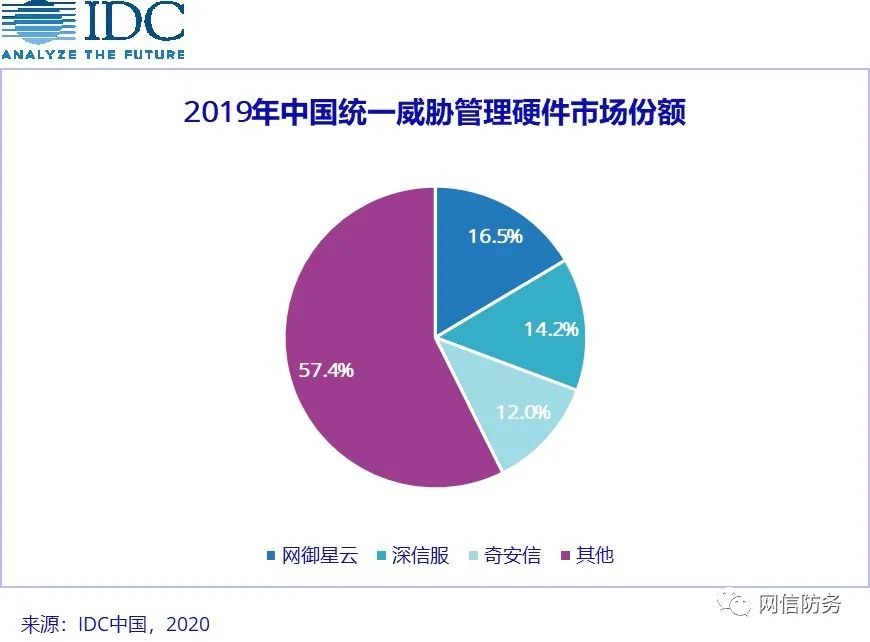 IDC
ANALYZE THE FUTURE
2019年中国统一威胁管理硬件市场份额
16.5%
14.2%
12.0%
57.4%
网御星云 深信服 奇安信 其他
网信防务
来源：IDC中国，2020